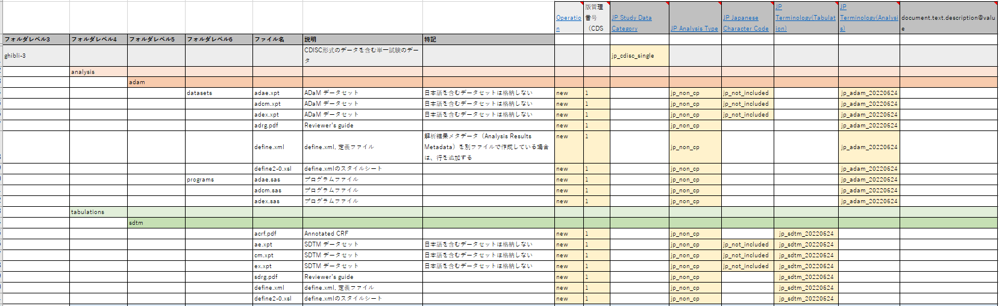 Operatio
n
版管理
番号
(CDS
JP Study Data
Category
JP Analysis Type
JP Japanese
Character Code
JP
Terminology(Tabulat
ion)
JP
Terminology(Analysi
s)
document.text.description@valu
e
フォルダレベル3 フォルダレベル4 フォルダレベル5 フォルダレベル6 ファイル名 説明 特記
ghibli-3 CDISC形式のデータを含む単一試験のデー
タ jp_cdisc_single
analysis
adam
datasets adae.xpt ADaM データセット 日本語を含むデータセットは格納しない new 1 jp_non_cp jp_not_included jp_adam_20220624
adcm.xpt ADaM データセット 日本語を含むデータセットは格納しない new 1 jp_non_cp jp_not_included jp_adam_20220624
adex.xpt ADaM データセット 日本語を含むデータセットは格納しない new 1 jp_non_cp jp_not_included jp_adam_20220624
adrg.pdf Reviewer's guide new 1 jp_non_cp jp_adam_20220624
define.xml define.xml, 定義ファイル 解析結果メタデータ（Analysis Results
Metadata）を別ファイルで作成している場合
は、行を追加する new 1 jp_non_cp jp_adam_20220624
define2-0.xsl define.xmlのスタイルシート new 1 jp_non_cp jp_adam_20220624
programs adae.sas プログラムファイル new 1 jp_non_cp jp_adam_20220624
adcm.sas プログラムファイル new 1 jp_non_cp jp_adam_20220624
adex.sas プログラムファイル new 1 jp_non_cp jp_adam_20220624
tabulations
sdtm
acrf.pdf Annotated CRF new 1 jp_non_cp jp_sdtm_20220624
ae.xpt SDTM データセット 日本語を含むデータセットは格納しない new 1 jp_non_cp jp_not_included jp_sdtm_20220624
cm.xpt SDTM データセット 日本語を含むデータセットは格納しない new 1 jp_non_cp jp_not_included jp_sdtm_20220624
ex.xpt SDTM データセット 日本語を含むデータセットは格納しない new 1 jp_non_cp jp_not_included jp_sdtm_20220624
sdrg.pdf Reviewer's guide new 1 jp_non_cp jp_sdtm_20220624
define.xml define.xml, 定義ファイル new 1 jp_non_cp jp_sdtm_20220624
define2-0.xsl define.xmlのスタイルシート new 1 jp_non_cp jp_sdtm_20220624